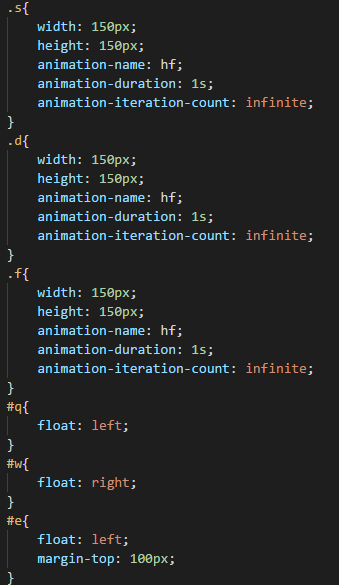 .s{
    width: 150px;
    height: 150px;
    animation-name: hf;
    animation-duration: 1s;
    animation-iteration-count: infinite;
}
.d{
    width: 150px;
    height: 150px;
    animation-name: hf;
    animation-duration: 1s;
    animation-iteration-count: infinite;
}
.f{
    width: 150px;
    height: 150px;
    animation-name: hf;
    animation-duration: 1s;
    animation-iteration-count: infinite;
}
#q{
    float: left;
}
#w{
    float: right;
}
#e{
    float: left;
    margin-top: 100px;
}